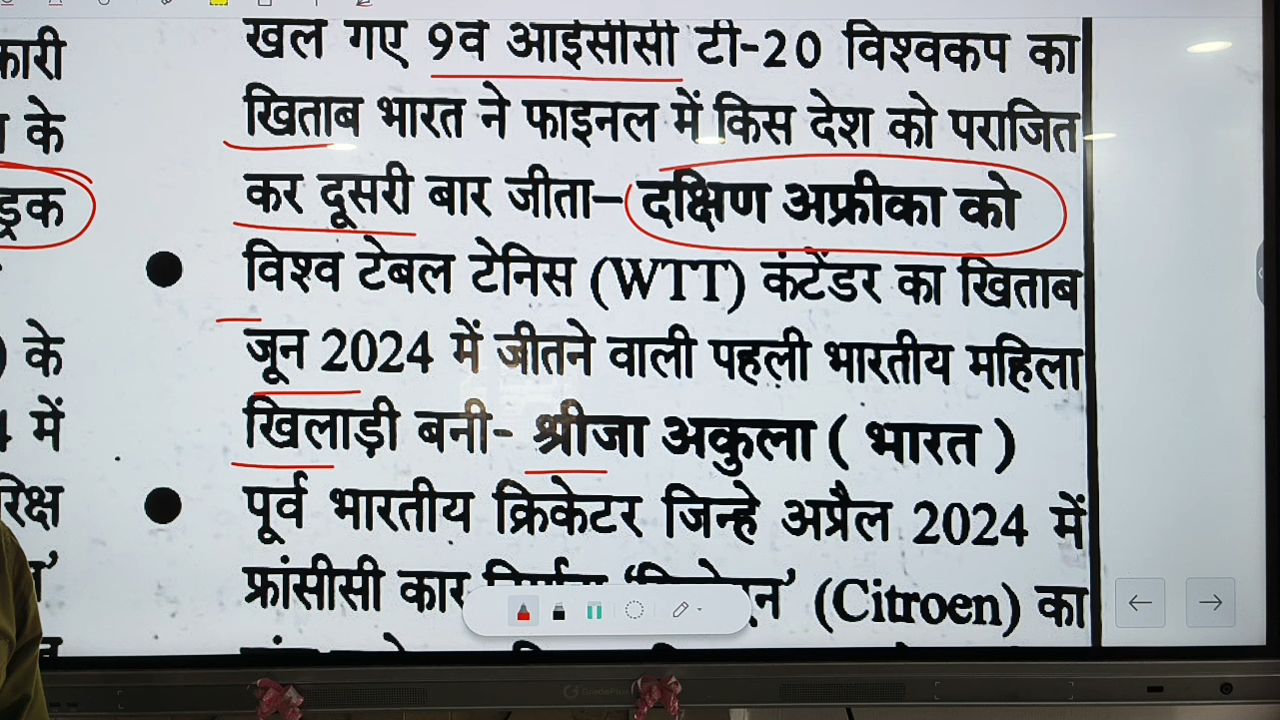 खेले गए 9वें आईसीसी टी-20 विश्वकप का
खिताब भारत ने फाइनल में किस देश को पराजित
कर दूसरी बार जीता– दक्षिण अफ्रीका को
विश्व टेबल टेनिस (WTT) कंटेंडर का खिताब
जून 2024 में जीतने वाली पहली भारतीय महिला
खिलाड़ी बनी- श्रीजा अकुला ( भारत )
पूर्व भारतीय क्रिकेटर जिन्हे अप्रैल 2024 में
फ्रांसीसी कार (Citroen) का
कारी
के
ड्रक
के
में
रिक्ष